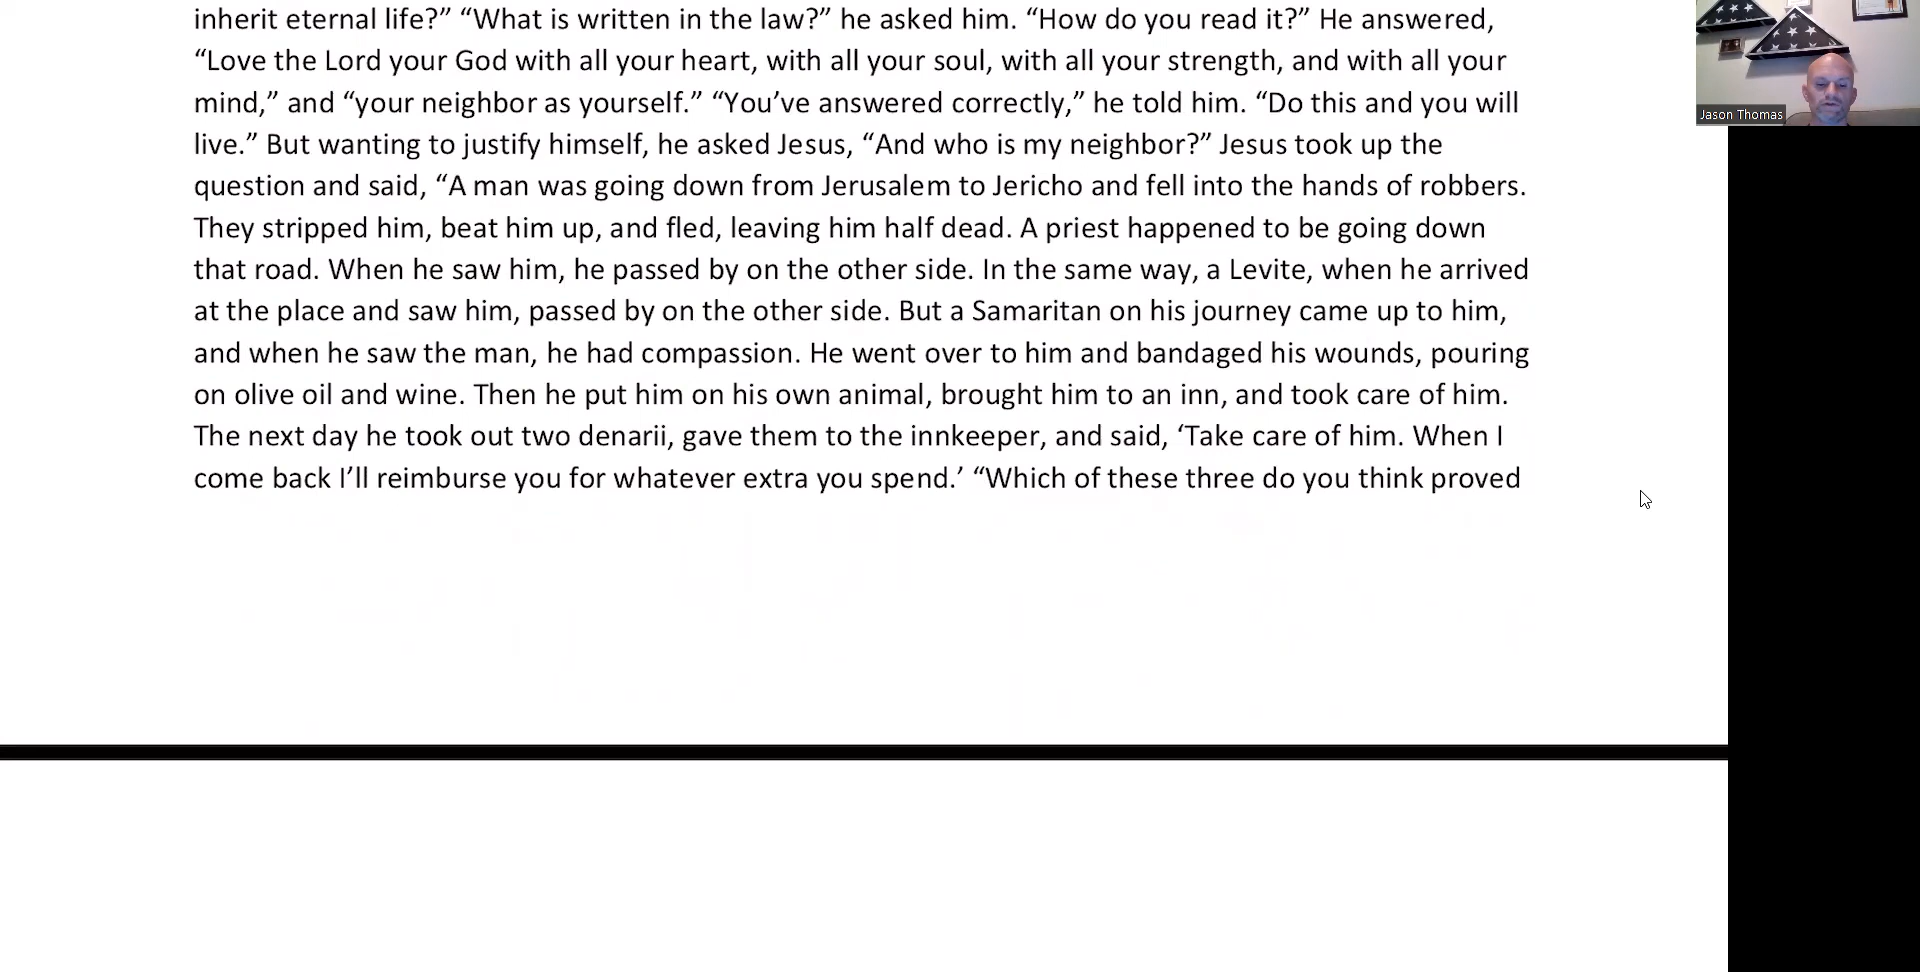 inherit eternal life?” “What is written in the law?” he asked him. “How do you read it?” He answered,
“Love the Lord your God with all your heart, with all your soul, with all your strength, and with all your
mind,” and “your neighbor as yourself.” “You’ve answered correctly,” he told him. “Do this and you will
live.” But wanting to justify himself, he asked Jesus, “And who is my neighbor?” Jesus took up the
question and said, “A man was going down from Jerusalem to Jericho and fell into the hands of robbers.
They stripped him, beat him up, and fled, leaving him half dead. A priest happened to be going down
that road. When he saw him, he passed by on the other side. In the same way, a Levite, when he arrived
at the place and saw him, passed by on the other side. But a Samaritan on his journey came up to him,
and when he saw the man, he had compassion. He went over to him and bandaged his wounds, pouring
on olive oil and wine. Then he put him on his own animal, brought him to an inn, and took care of him.
The next day he took out two denarii, gave them to the innkeeper, and said, ‘Take care of him. When I
come back I’ll reimburse you for whatever extra you spend.’ “Which of these three do you think proved
Jason Thomas